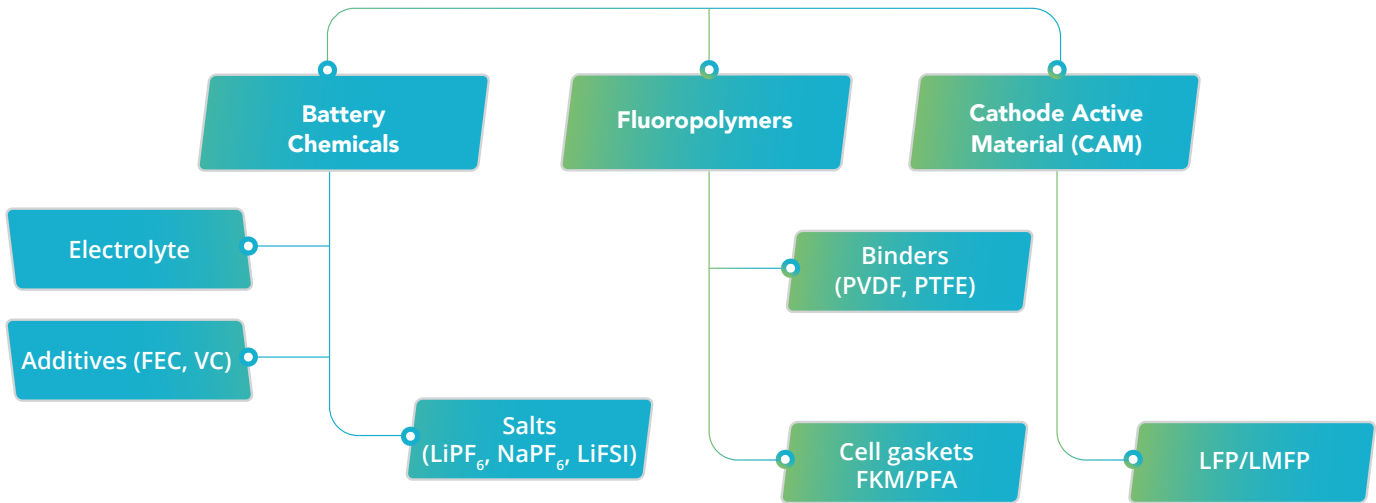 Battery
Chemicals
Fluoropolymers
Cathode Active
Material (CAM)
Electrolyte
Additives (FEC, VC)
Salts
(LiPF₆, NaPF₆, LiFSI)
Binders
(PVDF, PTFE)
Cell gaskets
FKM/PFA
LFP/LMFP